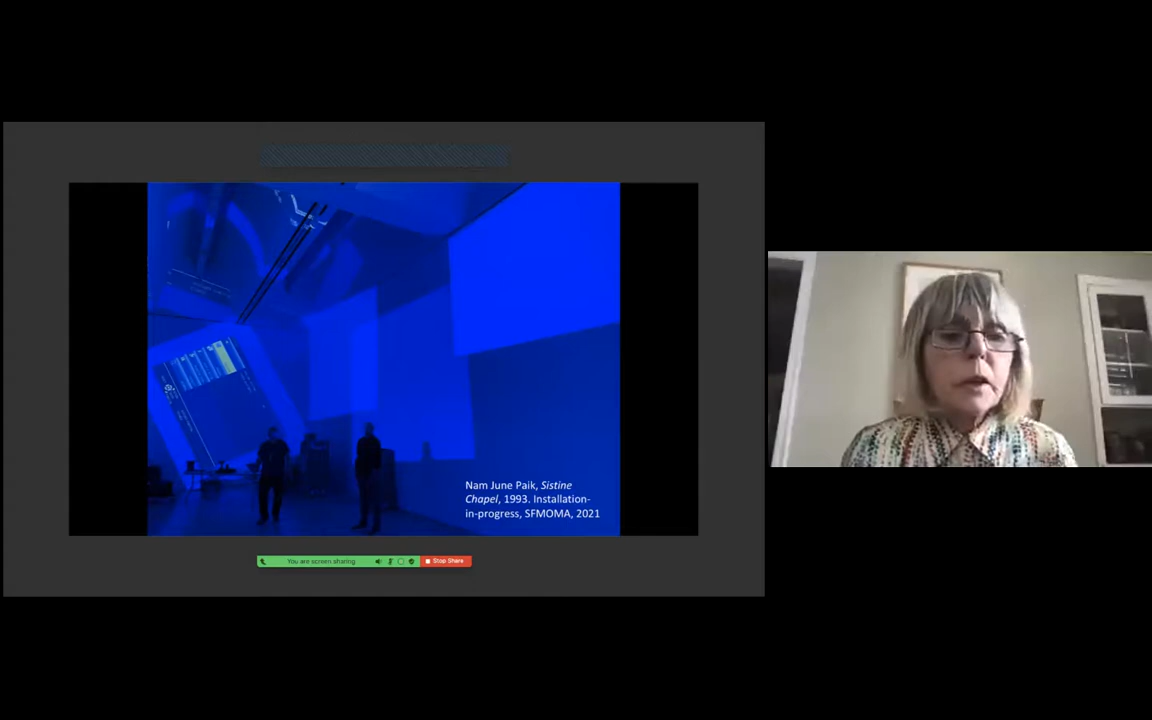 Nam June Paik, Sistine
Chapel, 1993. Installation-
in-progress, SFMOMA, 2021
You are screen sharing
Stop Share